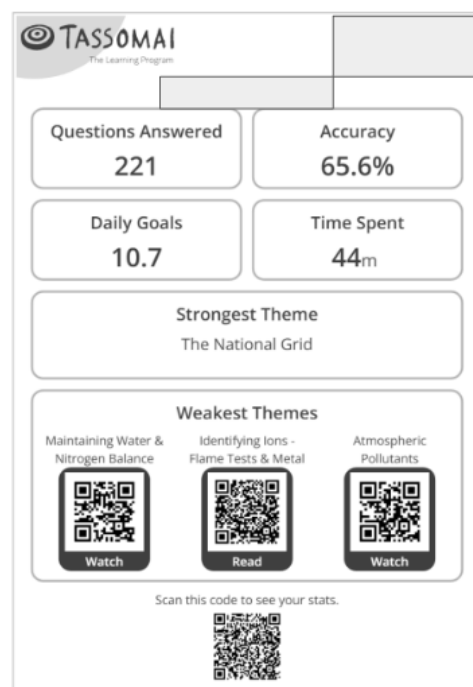 TASSOMAI
The Learning Program
Questions Answered
221
Accuracy
65.6%
Daily Goals
10.7
Time Spent
44m
Strongest Theme
The National Grid
Weakest Themes
Maintaining Water &
Nitrogen Balance
Watch
Identifying Ions -
Flame Tests & Metal
Read
Atmospheric
Pollutants
Watch
Scan this code to see your stats.